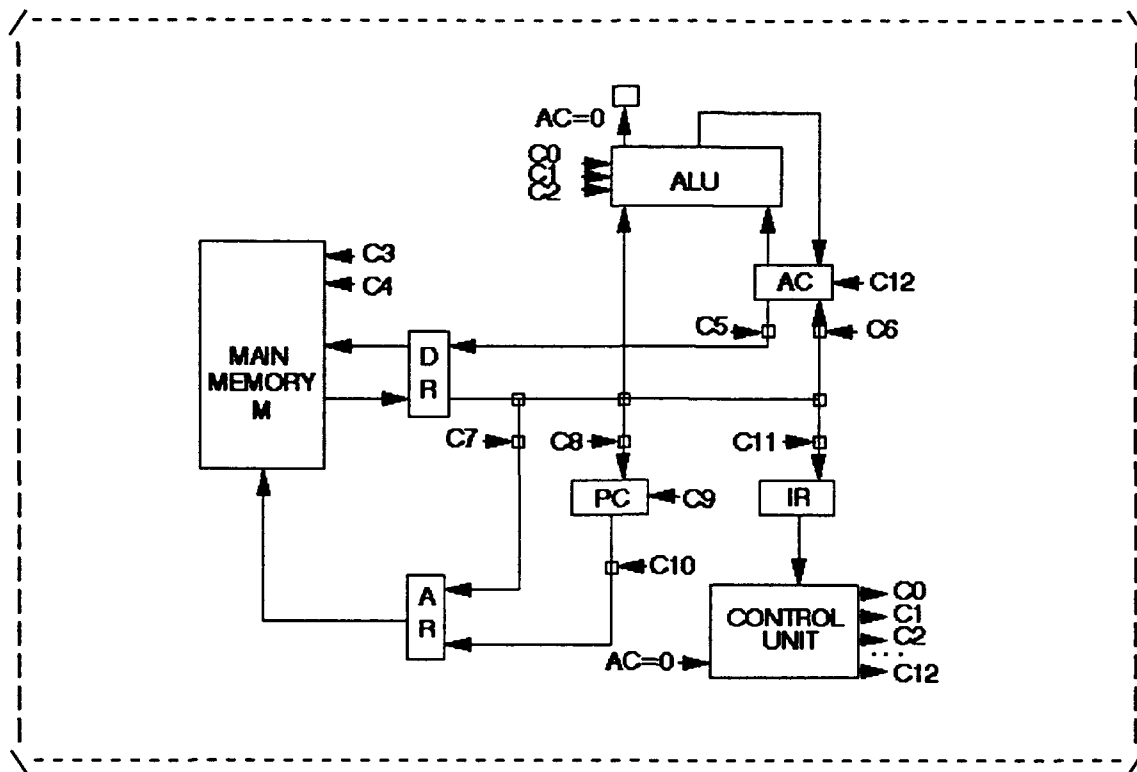 AC=0
C0
C1
C2
ALU
C3
C4
AC
C12
C5
C6
MAIN
MEMORY
M
D
R
C7
C8
C11
PC
C9
IR
C10
A
R
CONTROL
UNIT
C0
C1
C2
....
C12
AC=0